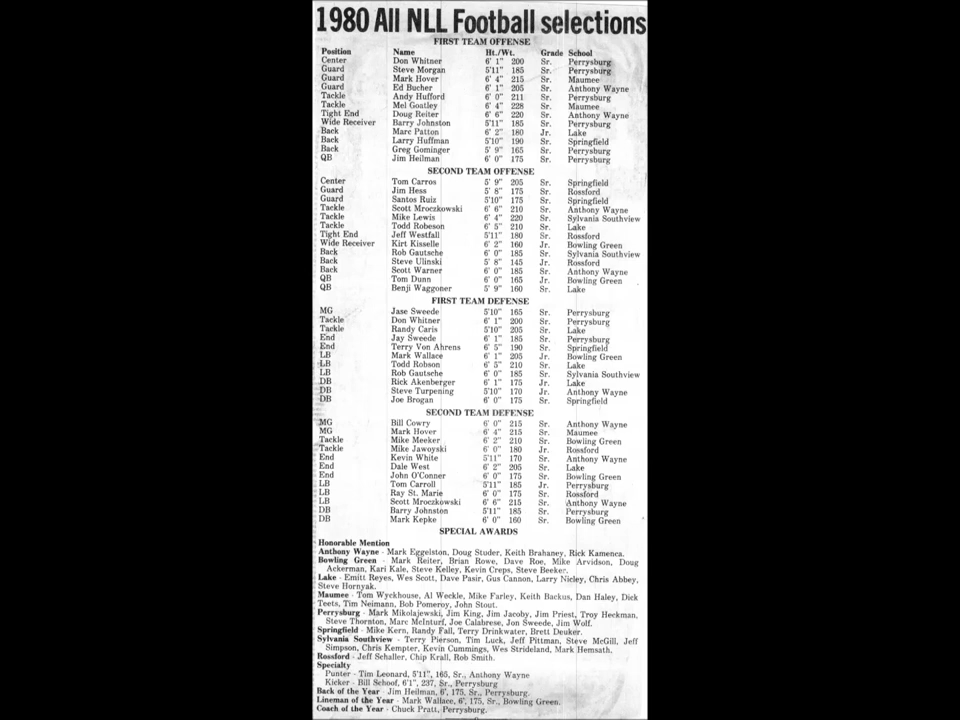 1980 All NLL Football selections
FIRST TEAM OFFENSE
Position Name Ht./Wt. Grade School
Center Don Whitner 6' 1" 200 Sr. Perrysburg
Guard Steve Morgan 5'11" 185 Sr. Perrysburg
Guard Mark Hover 6' 4" 215 Sr. Maumee
Guard Ed Bucher 6' 1" 205 Sr. Anthony Wayne
Tackle Andy Hufford 6' 0" 211 Sr. Perrysburg
Tackle Mel Goatley 6' 4" 228 Sr. Maumee
Tight End Doug Reiter 6' 6" 220 Sr. Anthony Wayne
Wide Receiver Barry Johnston 5'11" 185 Sr. Perrysburg
Back Marc Patton 6' 2" 180 Jr. Lake
Back Larry Huffman 5'10" 190 Sr. Springfield
Back Greg Gominger 5' 9" 165 Sr. Perrysburg
QB Jim Heilman 6' 0" 175 Sr. Perrysburg
SECOND TEAM OFFENSE
Center Tom Carros 5' 9" 205 Sr. Springfield
Guard Jim Hess 5' 8" 175 Sr. Rossford
Guard Santos Ruiz 5'10" 175 Sr. Springfield
Tackle Scott Mroczkowski 6' 6" 210 Sr. Anthony Wayne
Tackle Mike Lewis 6' 4" 220 Sr. Sylvania Southview
Tackle Todd Robeson 6' 5" 210 Sr. Lake
Tight End Jeff Westfall 5'11" 180 Sr. Rossford
Wide Receiver Kirt Kisselle 6' 2" 160 Jr. Bowling Green
Back Rob Gautsche 6' 0" 185 Sr. Sylvania Southview
Back Steve Ulinski 5' 8" 145 Jr. Rossford
Back Scott Warner 6' 0" 185 Sr. Anthony Wayne
QB Tom Dunn 6' 0" 165 Jr. Bowling Green
QB Benji Waggoner 5' 9" 160 Sr. Lake
FIRST TEAM DEFENSE
MG Jase Sweede 5'10" 165 Sr. Perrysburg
Tackle Don Whitner 6' 1" 200 Sr. Perrysburg
Tackle Randy Caris 5'10" 205 Sr. Lake
End Jay Sweede 6' 1" 185 Sr. Perrysburg
End Terry Von Ahrens 6' 5" 190 Sr. Springfield
LB Mark Wallace 6' 1" 205 Jr. Bowling Green
LB Todd Robson 6' 5" 210 Sr. Lake
LB Rob Gautsche 6' 0" 185 Sr. Sylvania Southview
DB Rick Akenberger 6' 1" 175 Jr. Lake
DB Steve Turpening 5'10" 170 Jr. Anthony Wayne
DB Joe Brogan 6' 0" 175 Sr. Springfield
SECOND TEAM DEFENSE
MG Bill Cowry 6' 0" 215 Sr. Anthony Wayne
MG Mark Hover 6' 4" 215 Sr. Maumee
Tackle Mike Meeker 6' 2" 210 Sr. Bowling Green
Tackle Mike Jawoyski 6' 0" 180 Jr. Rossford
End Kevin White 5'11" 170 Sr. Anthony Wayne
End Dale West 6' 2" 205 Sr. Lake
End John O'Conner 6' 0" 175 Sr. Bowling Green
LB Tom Carroll 5'11" 185 Jr. Perrysburg
LB Ray St. Marie 6' 0" 175 Sr. Rossford
LB Scott Mroczkowski 6' 6" 215 Sr. Anthony Wayne
DB Barry Johnston 5'11" 185 Sr. Perrysburg
DB Mark Kepke 6' 0" 160 Sr. Bowling Green
SPECIAL AWARDS
Honorable Mention
Anthony Wayne - Mark Eggelston, Doug Studer, Keith Brahaney, Rick Kamenca.
Bowling Green - Mark Reiter, Brian Rowe, Dave Roe, Mike Arvidson, Doug
Ackerman, Kari Kale, Steve Kelley, Kevin Creps, Steve Beeker.
Lake - Emitt Reyes, Wes Scott, Dave Pasir, Gus Cannon, Larry Nicley, Chris Abbey,
Steve Hornyak.
Maumee - Tom Wyckhouse, Al Weckle, Mike Farley, Keith Backus, Dan Haley, Dick
Teets, Tim Neimann, Bob Pomeroy, John Stout.
Perrysburg - Mark Mikolajewski, Jim King, Jim Jacoby, Jim Priest, Troy Heckman,
Steve Thornton, Marc McInturf, Joe Calabrese, Jon Sweede, Jim Wolf.
Springfield - Mike Kern, Randy Fall, Terry Drinkwater, Brett Deuker.
Sylvania Southview - Terry Pierson, Tim Luck, Jeff Pittman, Steve McGill, Jeff
Simpson, Chris Kempter, Kevin Cummings, Wes Strideland, Mark Hemsath.
Rossford - Jeff Schaller, Chip Krall, Rob Smith.
Specialty
Punter - Tim Leonard, 5'11", 165, Sr., Anthony Wayne
Kicker - Bill Schoof, 6'1", 237, Sr., Perrysburg
Back of the Year - Jim Heilman, 6', 175, Sr., Perrysburg.
Lineman of the Year - Mark Wallace, 6', 175, Sr., Bowling Green.
Coach of the Year - Chuck Pratt, Perrysburg.